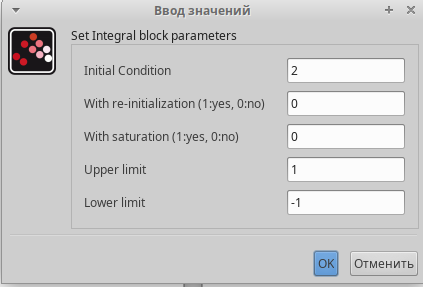 Ввод значений
Set Integral block parameters
Initial Condition 2
With re-initialization (1:yes, 0:no) 0
With saturation (1:yes, 0:no) 0
Upper limit 1
Lower limit -1
OK Отменить